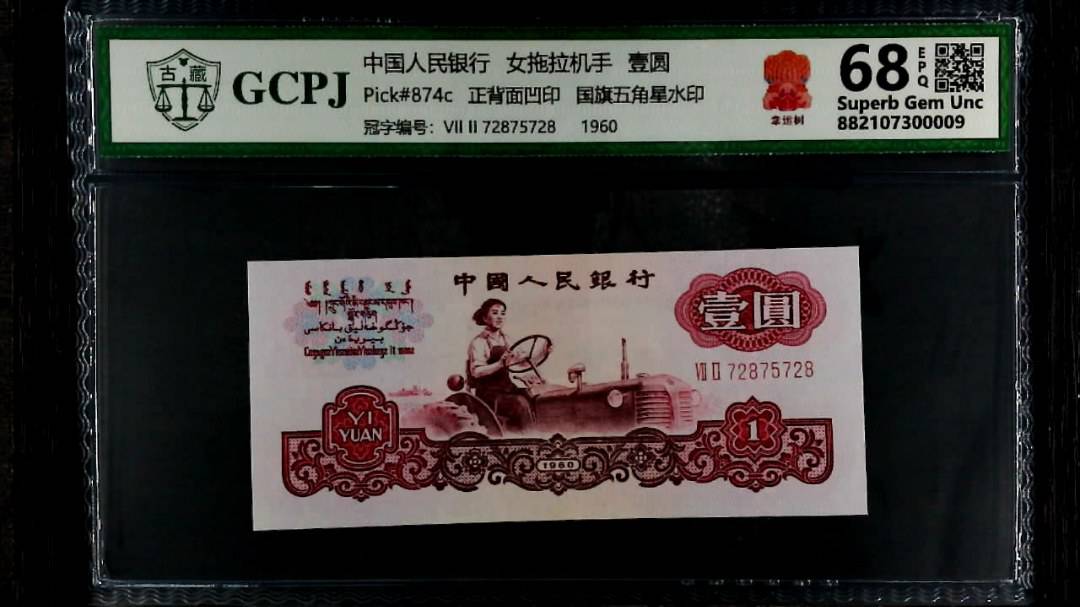 古藏
GCPJ
中国人民银行 女拖拉机手 壹圆
Pick#874c 正背面凹印 国旗五角星水印
冠字编号: VII II 72875728 1960
幸运树
68
EPQ
Superb Gem Unc
882107300009
中國人民銀行
壹圓
VII II 72875728
YI
YUAN
1960
1